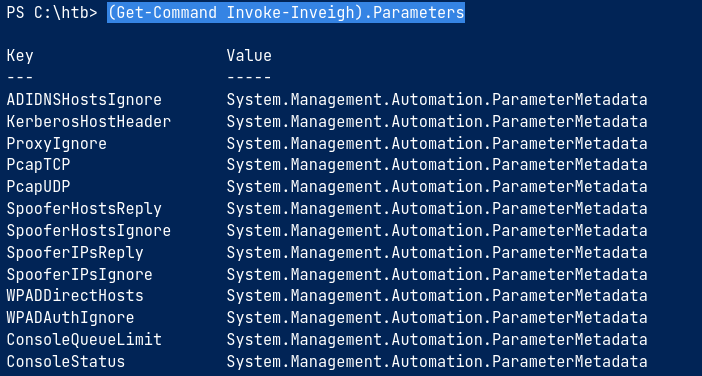 PS C:\htb> (Get-Command Invoke-Inveigh).Parameters
Key Value
--- -----
ADIDNSHostsIgnore System.Management.Automation.ParameterMetadata
KerberosHostHeader System.Management.Automation.ParameterMetadata
ProxyIgnore System.Management.Automation.ParameterMetadata
PcapTCP System.Management.Automation.ParameterMetadata
PcapUDP System.Management.Automation.ParameterMetadata
SpooferHostsReply System.Management.Automation.ParameterMetadata
SpooferHostsIgnore System.Management.Automation.ParameterMetadata
SpooferIPsReply System.Management.Automation.ParameterMetadata
SpooferIPsIgnore System.Management.Automation.ParameterMetadata
WPADDirectHosts System.Management.Automation.ParameterMetadata
WPADAuthIgnore System.Management.Automation.ParameterMetadata
ConsoleQueueLimit System.Management.Automation.ParameterMetadata
ConsoleStatus System.Management.Automation.ParameterMetadata